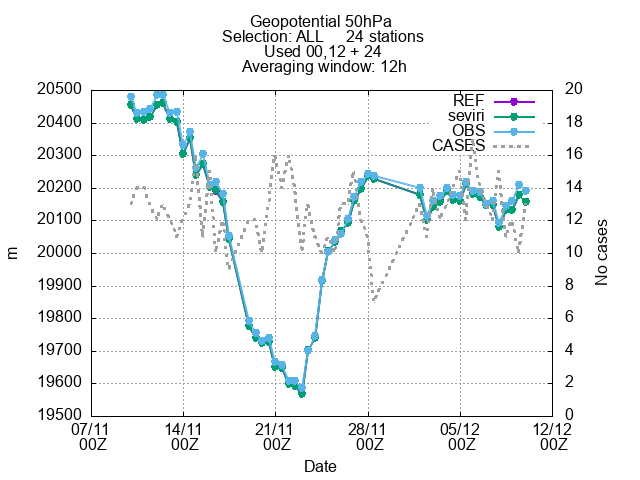 Geopotential 50hPa
Selection: ALL 24 stations
Used 00,12 + 24
Averaging window: 12h
REF
seviri
OBS
CASES
20500
20400
20300
20200
20100
20000
19900
19800
19700
19600
19500
m
20
18
16
14
12
10
8
6
4
2
0
No cases
07/11 14/11 21/11 28/11 05/12 12/12
00Z 00Z 00Z 00Z 00Z 00Z
Date